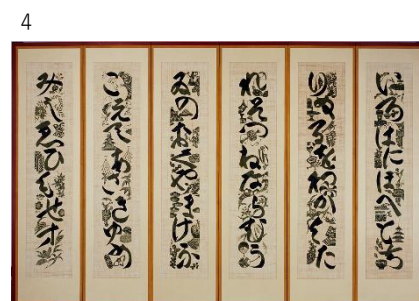 4
いろはにほへとち
りぬるをわかよた
れそつねならむう
ゐのおくやまけふ
こえてあさきゆめ
みしゑひもせす